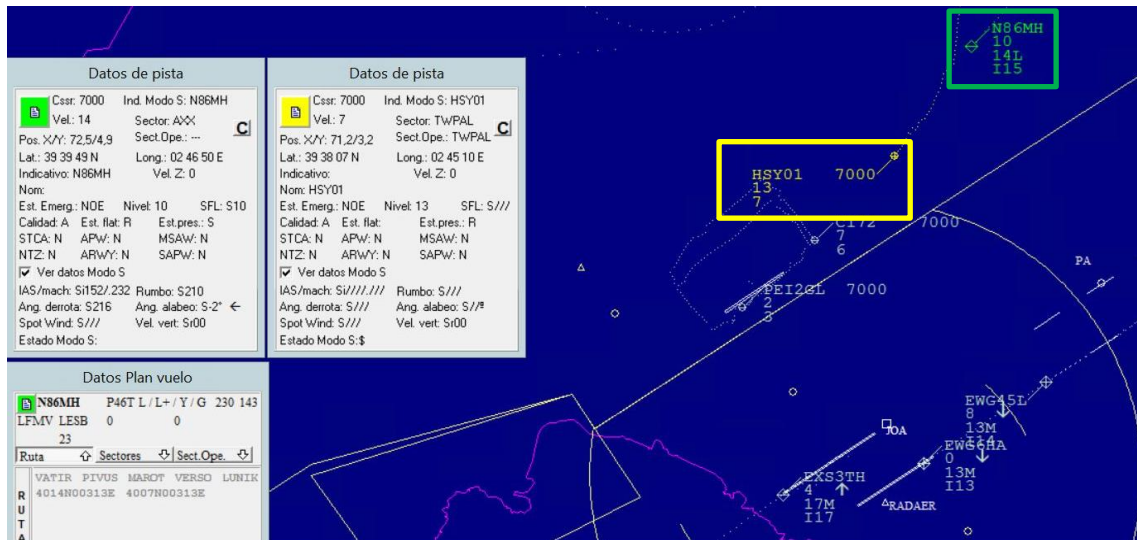 Datos de pista
Cssr: 7000 Ind. Modo S: N86MH
Vel.: 14 Sector: AXX
C
Pos. X/Y: 72,5/4,9 Sect.Ope.: ---
Lat.: 39 39 49 N Long.: 02 46 50 E
Indicativo: N86MH Vel. Z: 0
Nom:
Est. Emerg.: NOE Nivel: 10 SFL: S10
Calidad: A Est. flat: R Est.pres.: S
STCA: N APW: N MSAW: N
NTZ: N ARWY: N SAPW: N
Ver datos Modo S
IAS/mach: Si152/.232 Rumbo: S210
Ang. derrota: S216 Ang. alabeo: S-2° ←
Spot Wind: S/// Vel. vert: Sr00
Estado Modo S:
Datos de pista
Cssr: 7000 Ind. Modo S: HSY01
Vel.: 7 Sector: TWPAL
C
Pos. X/Y: 71,2/3,2 Sect.Ope.: TWPAL
Lat.: 39 38 07 N Long.: 02 45 10 E
Indicativo: Vel. Z: 0
Nom: HSY01
Est. Emerg.: NOE Nivel: 13 SFL: S///
Calidad: A Est. flat: Est.pres.: R
STCA: N APW: N MSAW: N
NTZ: N ARWY: N SAPW: N
Ver datos Modo S
IAS/mach: Si////./// Rumbo: S///
Ang. derrota: S/// Ang. alabeo: S//ª
Spot Wind: S/// Vel. vert: Sr00
Estado Modo S:$
Datos Plan vuelo
N86MH P46T L / L+ / Y / G 230 143
LFMV LESB 0 0
23
Ruta Sectores Sect.Ope.
VATIR PIVUS MAROT VERSO LUNIK
4014N00313E 4007N00313E
R
U
T
A
N86MH
10
14L
I15
HSY01 7000
13
7
C172 7000
7
6
PEI2GL 7000
2
3
PA
EWG45L
8 ↓
13M
I14
JOA
EWG6HA
0 ↓
13M
I13
EXS3TH
4 ↑
17M
I17
RADAER